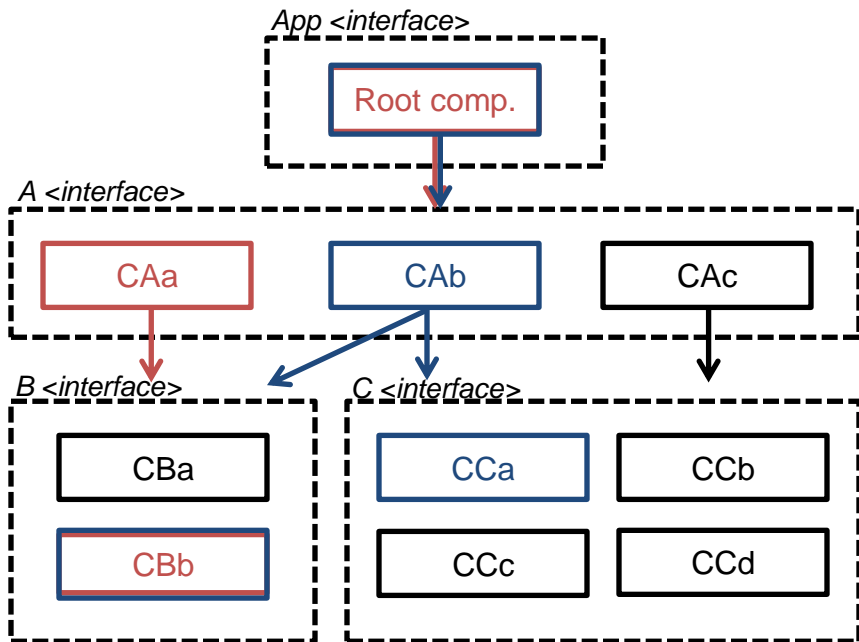 App <interface>
Root comp.
A <interface>
CAa
CAb
CAc
B <interface>
C <interface>
CBa
CCa
CCb
CBb
CCc
CCd